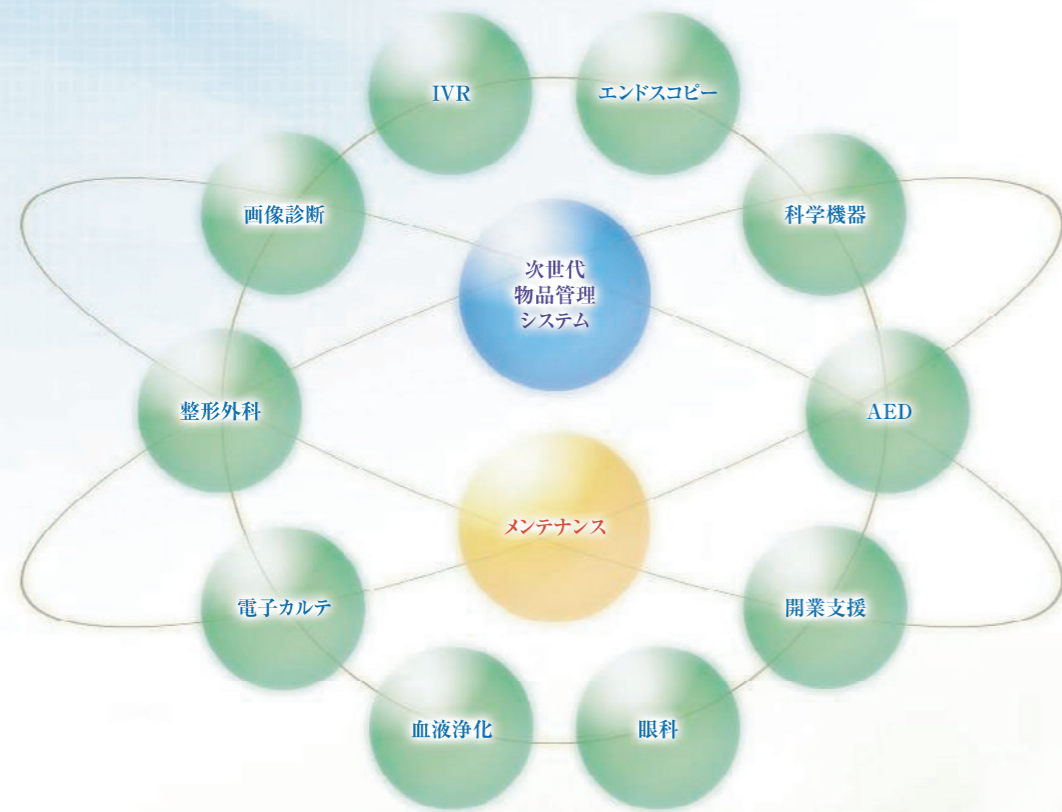 IVR
エンドスコピー
画像診断
科学機器
次世代
物品管理
システム
整形外科
AED
メンテナンス
電子カルテ
開業支援
血液浄化
眼科